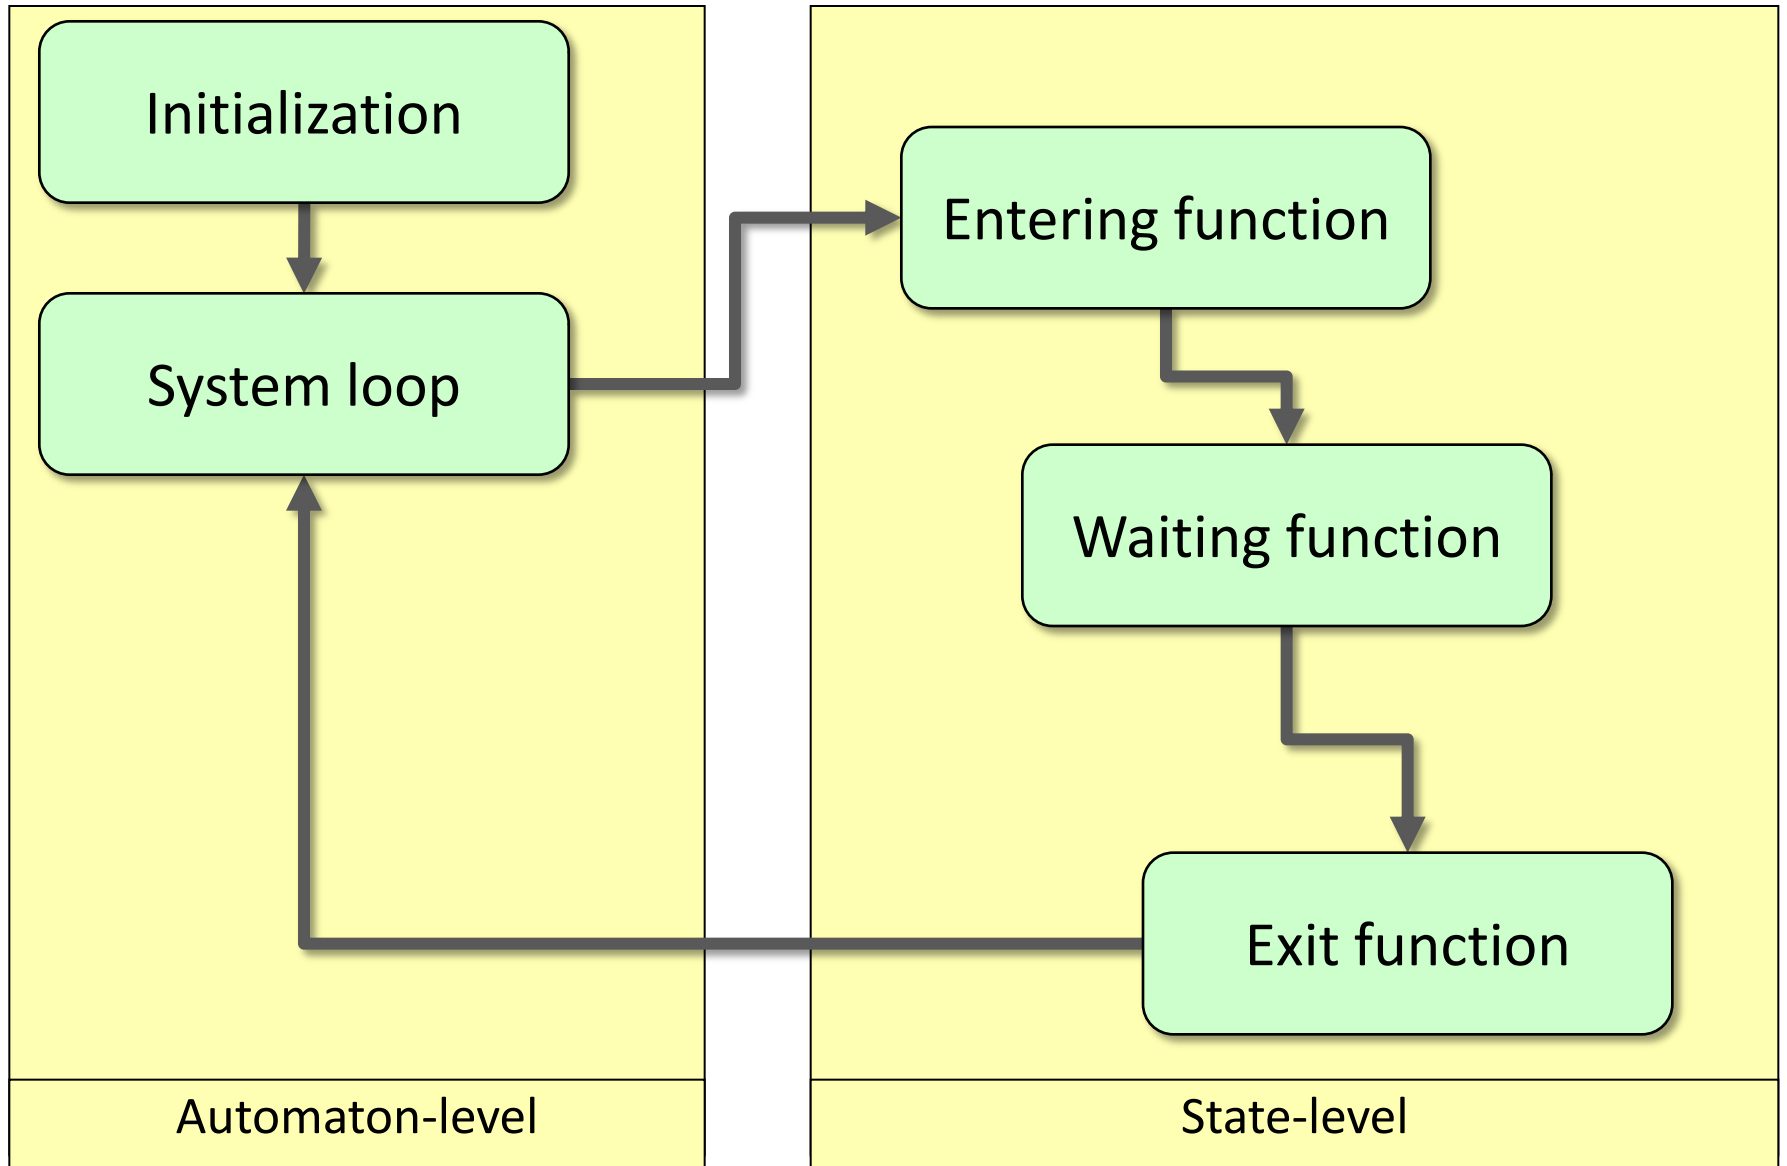 Initialization
System loop
Automaton-level
Entering function
Waiting function
Exit function
State-level